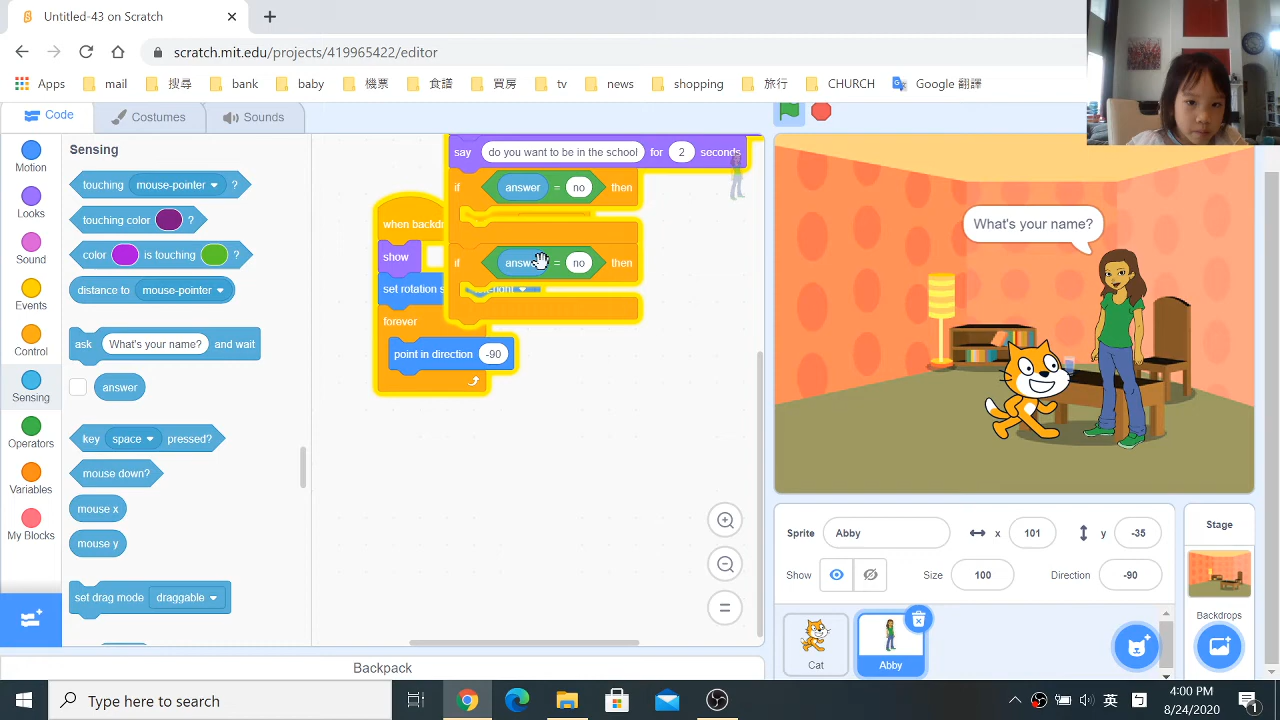 Untitled-43 on Scratch
scratch.mit.edu/projects/419965422/editor
Apps mail 搜尋 bank baby 機票 食譜 買房 tv news shopping 旅行 CHURCH Google 翻譯
Code Costumes Sounds
Motion
Looks
Sound
Events
Control
Sensing
Operators
Variables
My Blocks
Sensing
touching mouse-pointer ?
touching color ?
color is touching ?
distance to mouse-pointer
ask What's your name? and wait
answer
key space pressed?
mouse down?
mouse x
mouse y
set drag mode draggable
say do you want to be in the school for 2 seconds
if answer = no then
if answ = no then
when backdr
show
set rotation s
forever
point in direction -90
What's your name?
Sprite Abby x 101 y -35
Show Size 100 Direction -90
Cat
Abby
Stage
Backdrops
Backpack
Type here to search
英
4:00 PM
8/24/2020
1